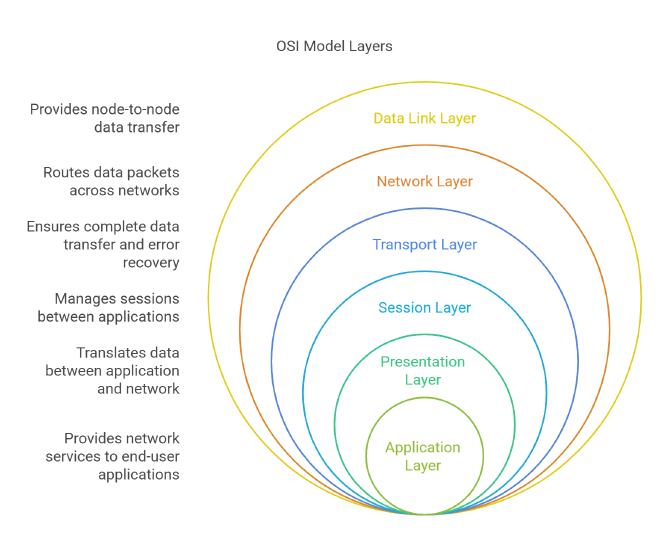 OSI Model Layers
Provides node-to-node
data transfer
Data Link Layer
Routes data packets
across networks
Network Layer
Ensures complete data
transfer and error
recovery
Transport Layer
Manages sessions
between applications
Session Layer
Translates data
between application
and network
Presentation
Layer
Provides network
services to end-user
applications
Application
Layer